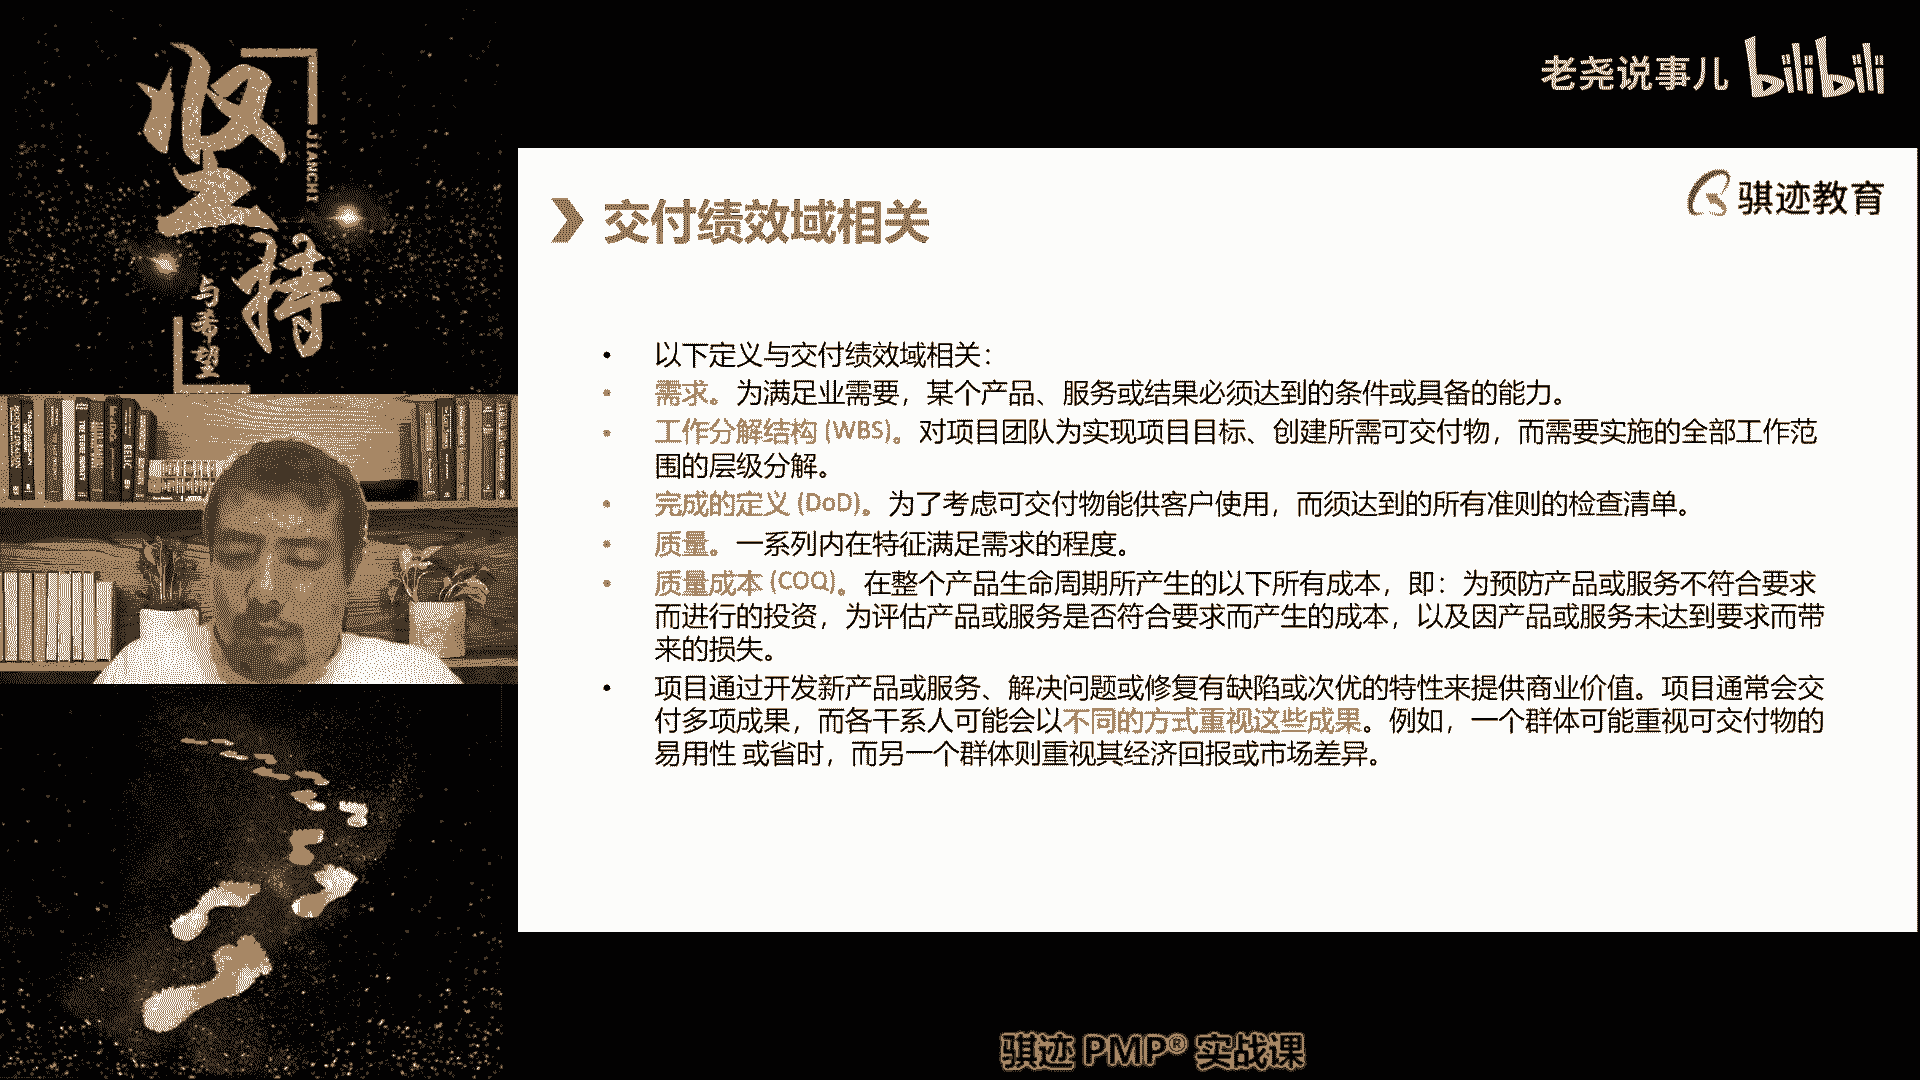 坚持
JIANCHI
与希望
老尧说事儿 bilibili
骐迹教育
交付绩效域相关
• 以下定义与交付绩效域相关：
• 需求。为满足业需要，某个产品、服务或结果必须达到的条件或具备的能力。
• 工作分解结构 (WBS)。对项目团队为实现项目目标、创建所需可交付物，而需要实施的全部工作范
围的层级分解。
• 完成的定义 (DoD)。为了考虑可交付物能供客户使用，而须达到的所有准则的检查清单。
• 质量。一系列内在特征满足需求的程度。
• 质量成本 (COQ)。在整个产品生命周期所产生的以下所有成本，即：为预防产品或服务不符合要求
而进行的投资，为评估产品或服务是否符合要求而产生的成本，以及因产品或服务未达到要求而带
来的损失。
• 项目通过开发新产品或服务、解决问题或修复有缺陷或次优的特性来提供商业价值。项目通常会交
付多项成果，而各干系人可能会以不同的方式重视这些成果。例如，一个群体可能重视可交付物的
易用性 或省时，而另一个群体则重视其经济回报或市场差异。
骐迹 PMP® 实战课